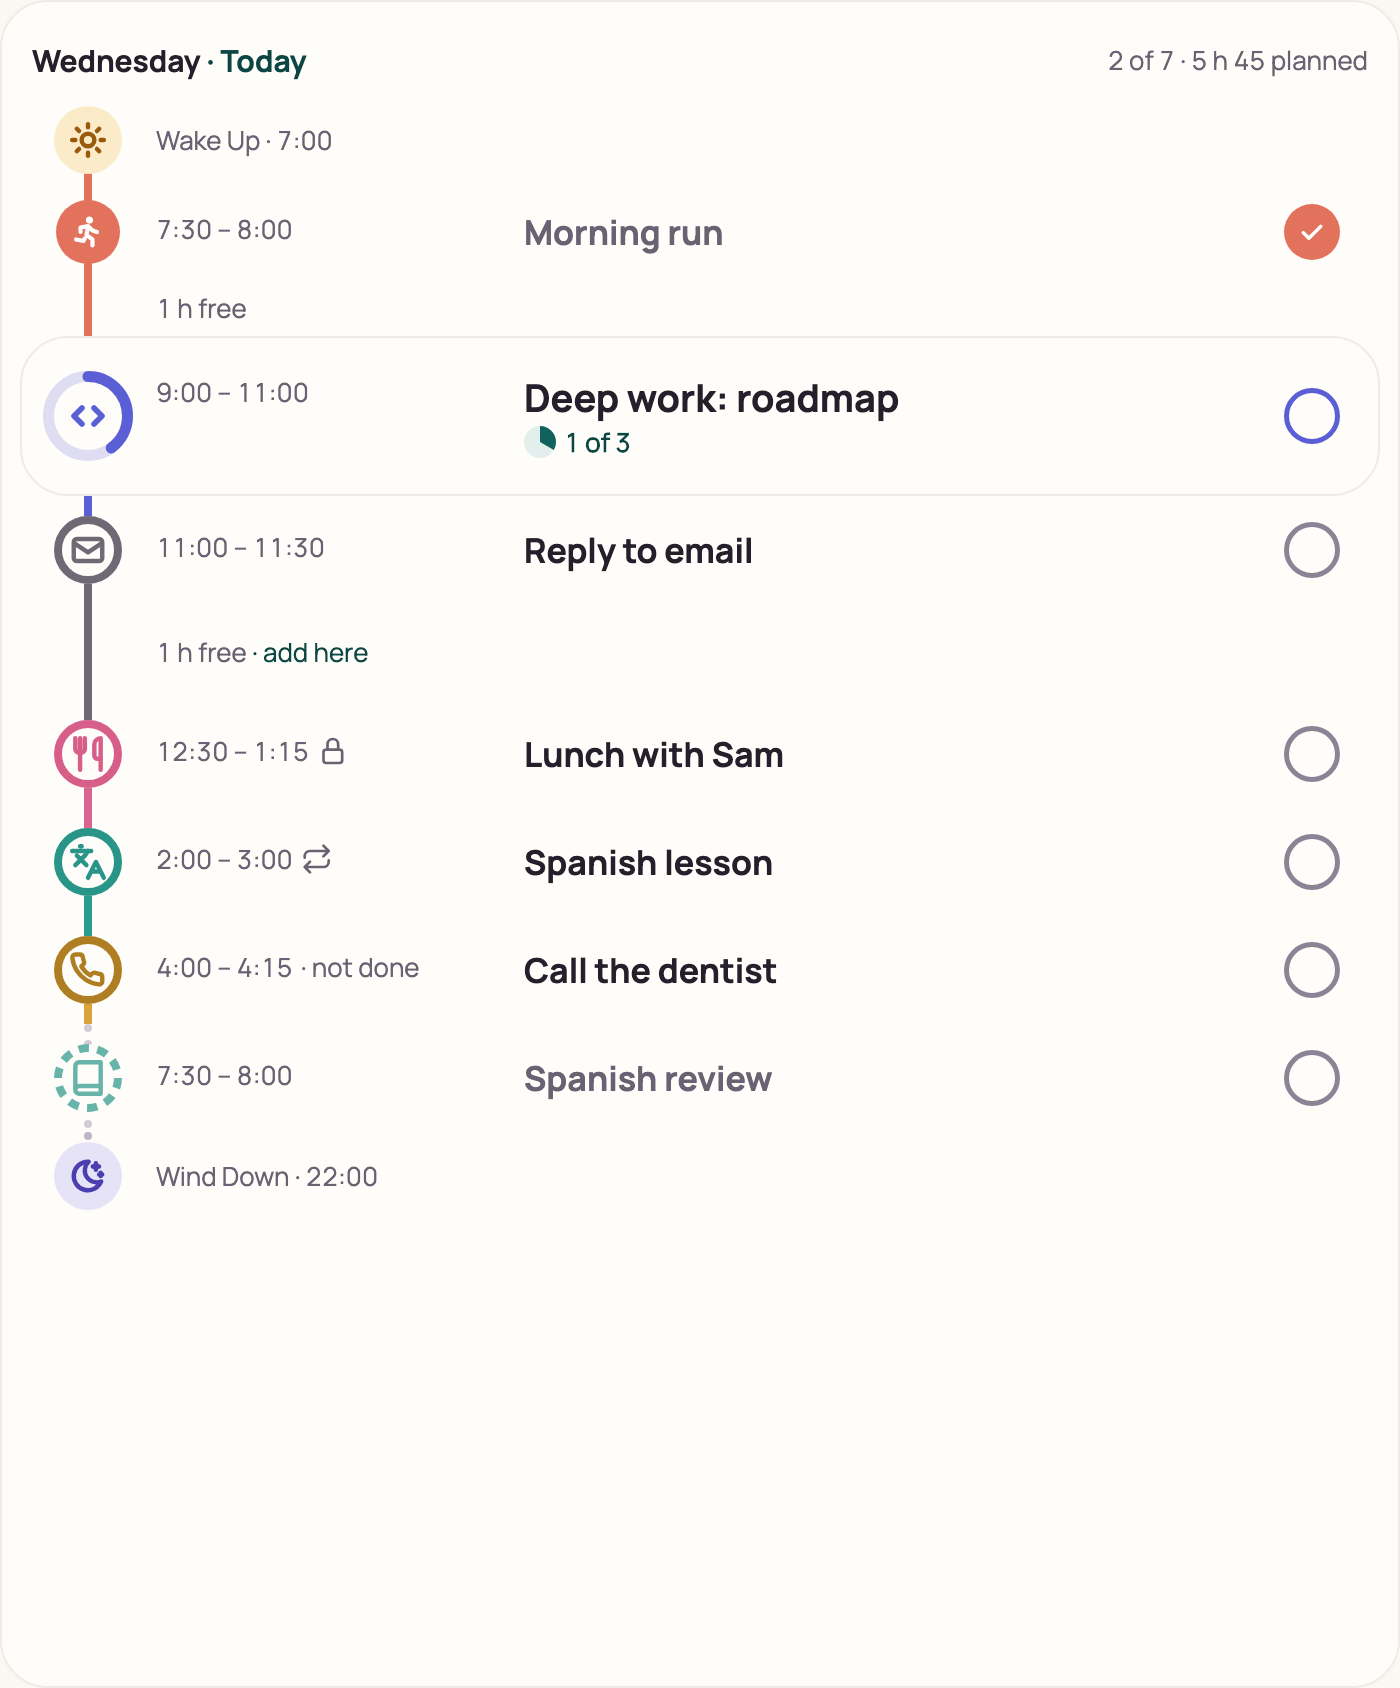 Wednesday · Today
2 of 7 · 5 h 45 planned
Wake Up · 7:00
7:30 – 8:00
Morning run
1 h free
9:00 – 11:00
Deep work: roadmap
1 of 3
11:00 – 11:30
Reply to email
1 h free · add here
12:30 – 1:15
Lunch with Sam
2:00 – 3:00
Spanish lesson
4:00 – 4:15 · not done
Call the dentist
7:30 – 8:00
Spanish review
Wind Down · 22:00